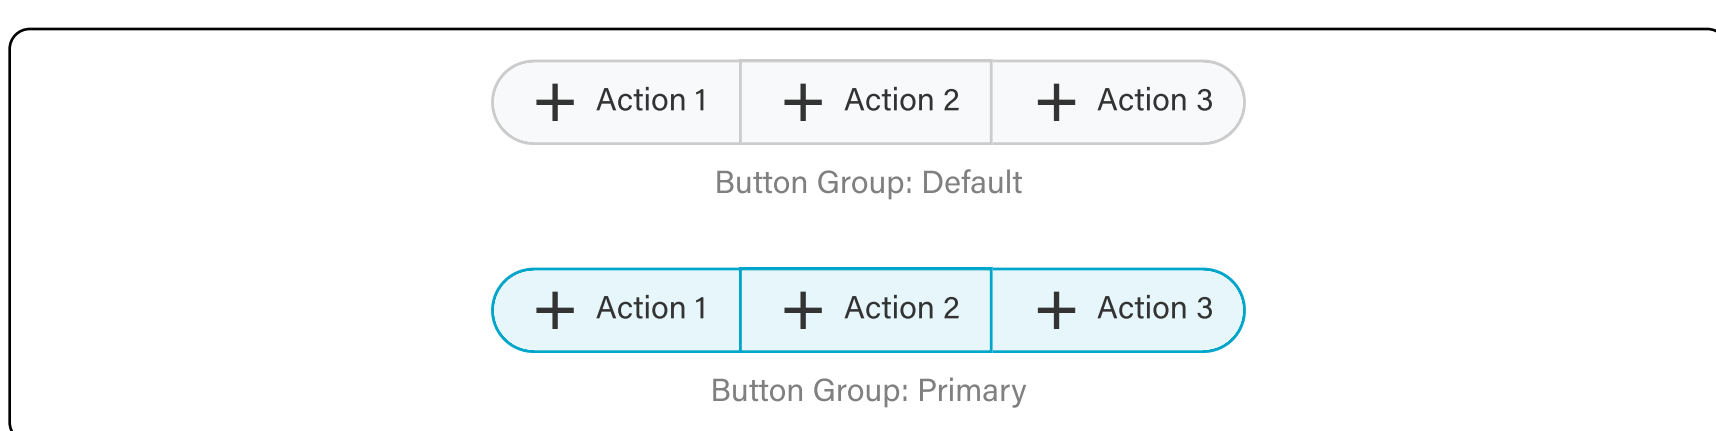 Action 1 Action 2 Action 3
Button Group: Default
Action 1 Action 2 Action 3
Button Group: Primary